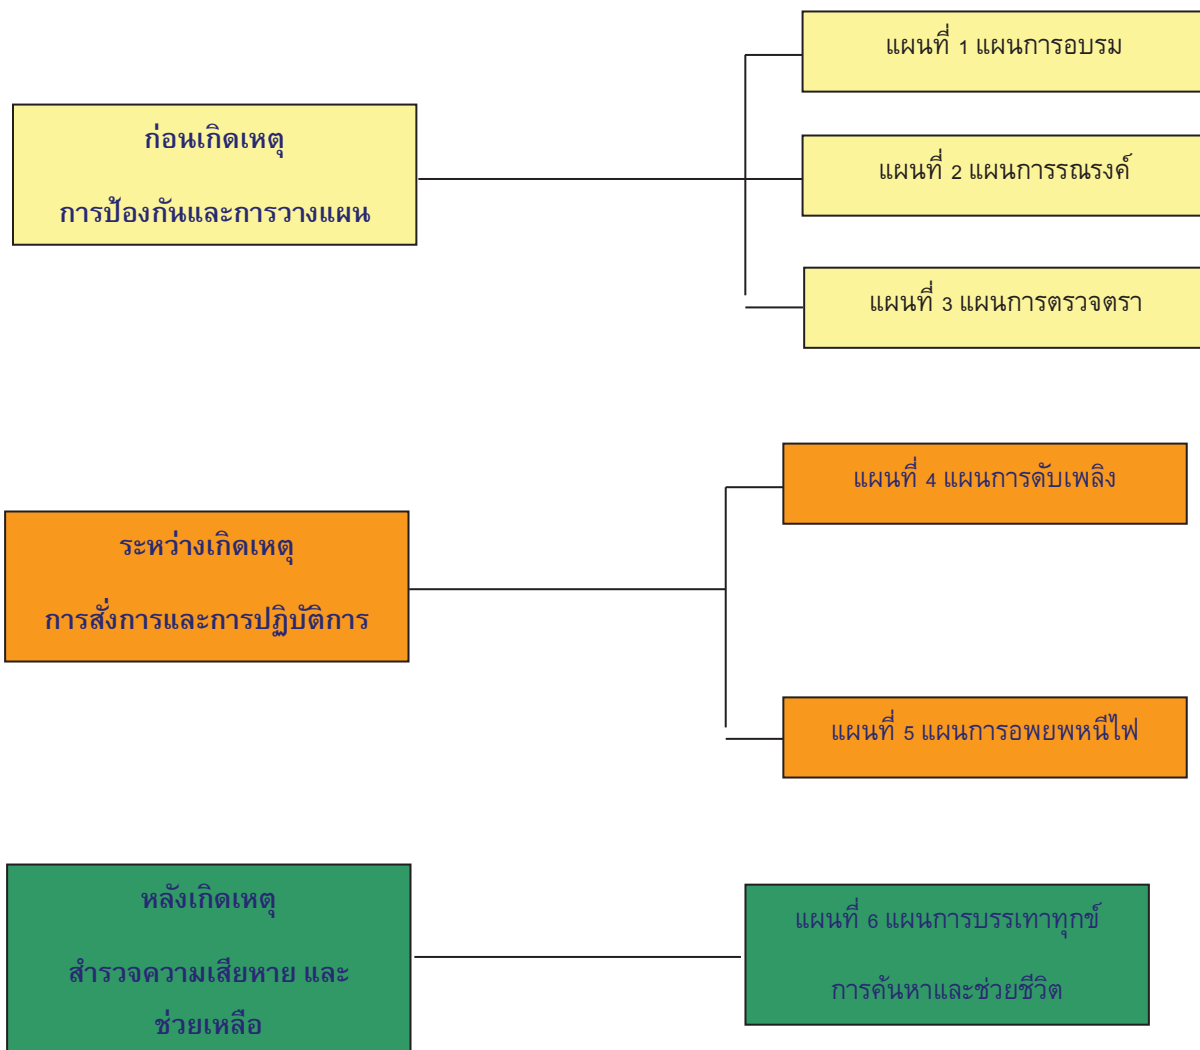 ก่อนเกิดเหตุ
การป้องกันและการวางแผน
แผนที่ 1 แผนการอบรม
แผนที่ 2 แผนการรณรงค์
แผนที่ 3 แผนการตรวจตรา
ระหว่างเกิดเหตุ
การสั่งการและการปฏิบัติการ
แผนที่ 4 แผนการดับเพลิง
แผนที่ 5 แผนการอพยพหนีไฟ
หลังเกิดเหตุ
สำรวจความเสียหาย และ
ช่วยเหลือ
แผนที่ 6 แผนการบรรเทาทุกข์
การค้นหาและช่วยชีวิต